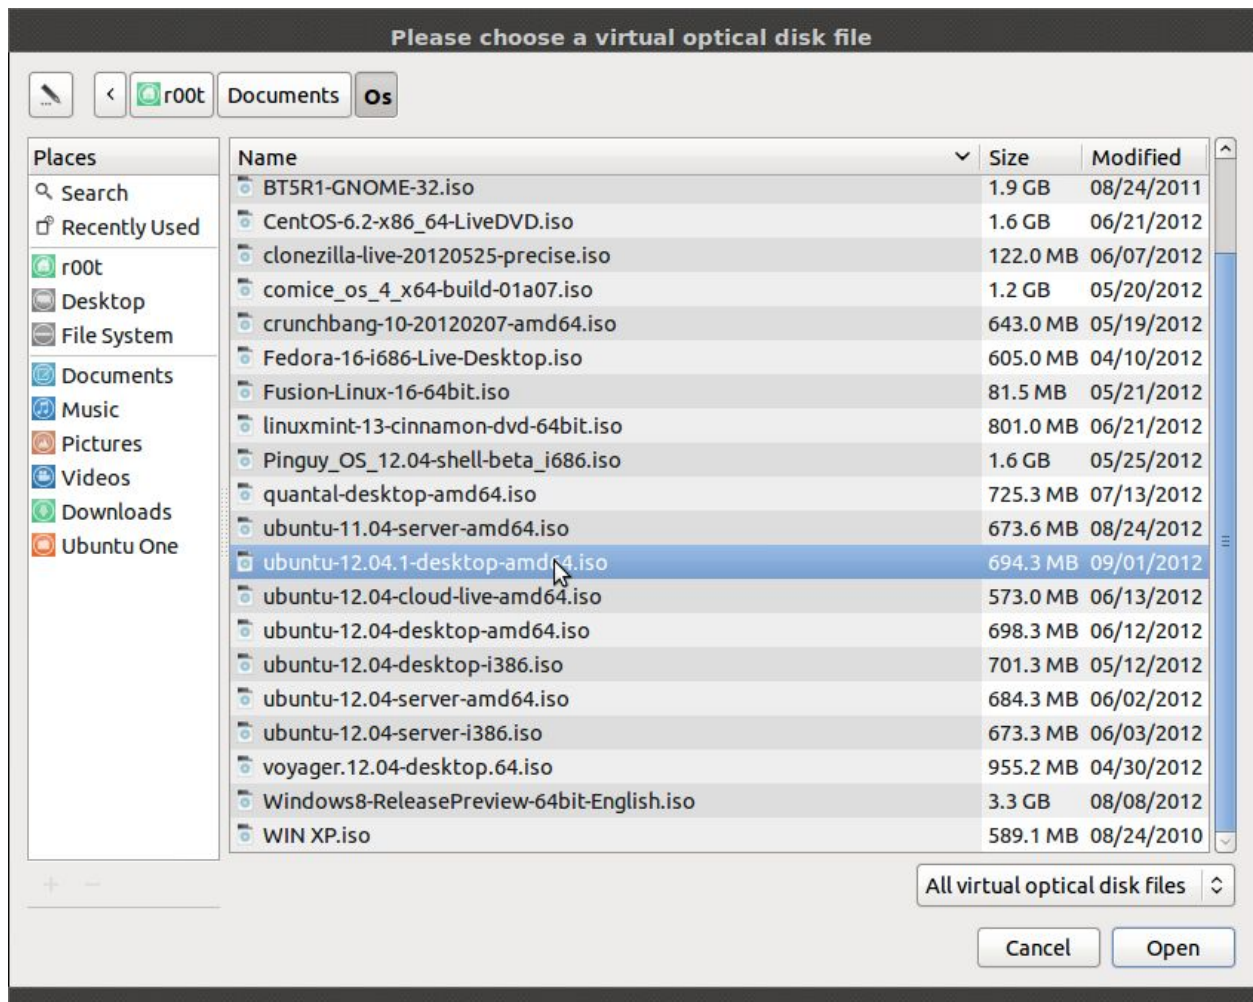 Please choose a virtual optical disk file
r00t Documents Os
Places
Search
Recently Used
r00t
Desktop
File System
Documents
Music
Pictures
Videos
Downloads
Ubuntu One
Name Size Modified
BT5R1-GNOME-32.iso 1.9 GB 08/24/2011
CentOS-6.2-x86_64-LiveDVD.iso 1.6 GB 06/21/2012
clonezilla-live-20120525-precise.iso 122.0 MB 06/07/2012
comice_os_4_x64-build-01a07.iso 1.2 GB 05/20/2012
crunchbang-10-20120207-amd64.iso 643.0 MB 05/19/2012
Fedora-16-i686-Live-Desktop.iso 605.0 MB 04/10/2012
Fusion-Linux-16-64bit.iso 81.5 MB 05/21/2012
linuxmint-13-cinnamon-dvd-64bit.iso 801.0 MB 06/21/2012
Pinguy_OS_12.04-shell-beta_i686.iso 1.6 GB 05/25/2012
quantal-desktop-amd64.iso 725.3 MB 07/13/2012
ubuntu-11.04-server-amd64.iso 673.6 MB 08/24/2012
ubuntu-12.04.1-desktop-amd64.iso 694.3 MB 09/01/2012
ubuntu-12.04-cloud-live-amd64.iso 573.0 MB 06/13/2012
ubuntu-12.04-desktop-amd64.iso 698.3 MB 06/12/2012
ubuntu-12.04-desktop-i386.iso 701.3 MB 05/12/2012
ubuntu-12.04-server-amd64.iso 684.3 MB 06/02/2012
ubuntu-12.04-server-i386.iso 673.3 MB 06/03/2012
voyager.12.04-desktop.64.iso 955.2 MB 04/30/2012
Windows8-ReleasePreview-64bit-English.iso 3.3 GB 08/08/2012
WIN XP.iso 589.1 MB 08/24/2010
All virtual optical disk files
Cancel Open